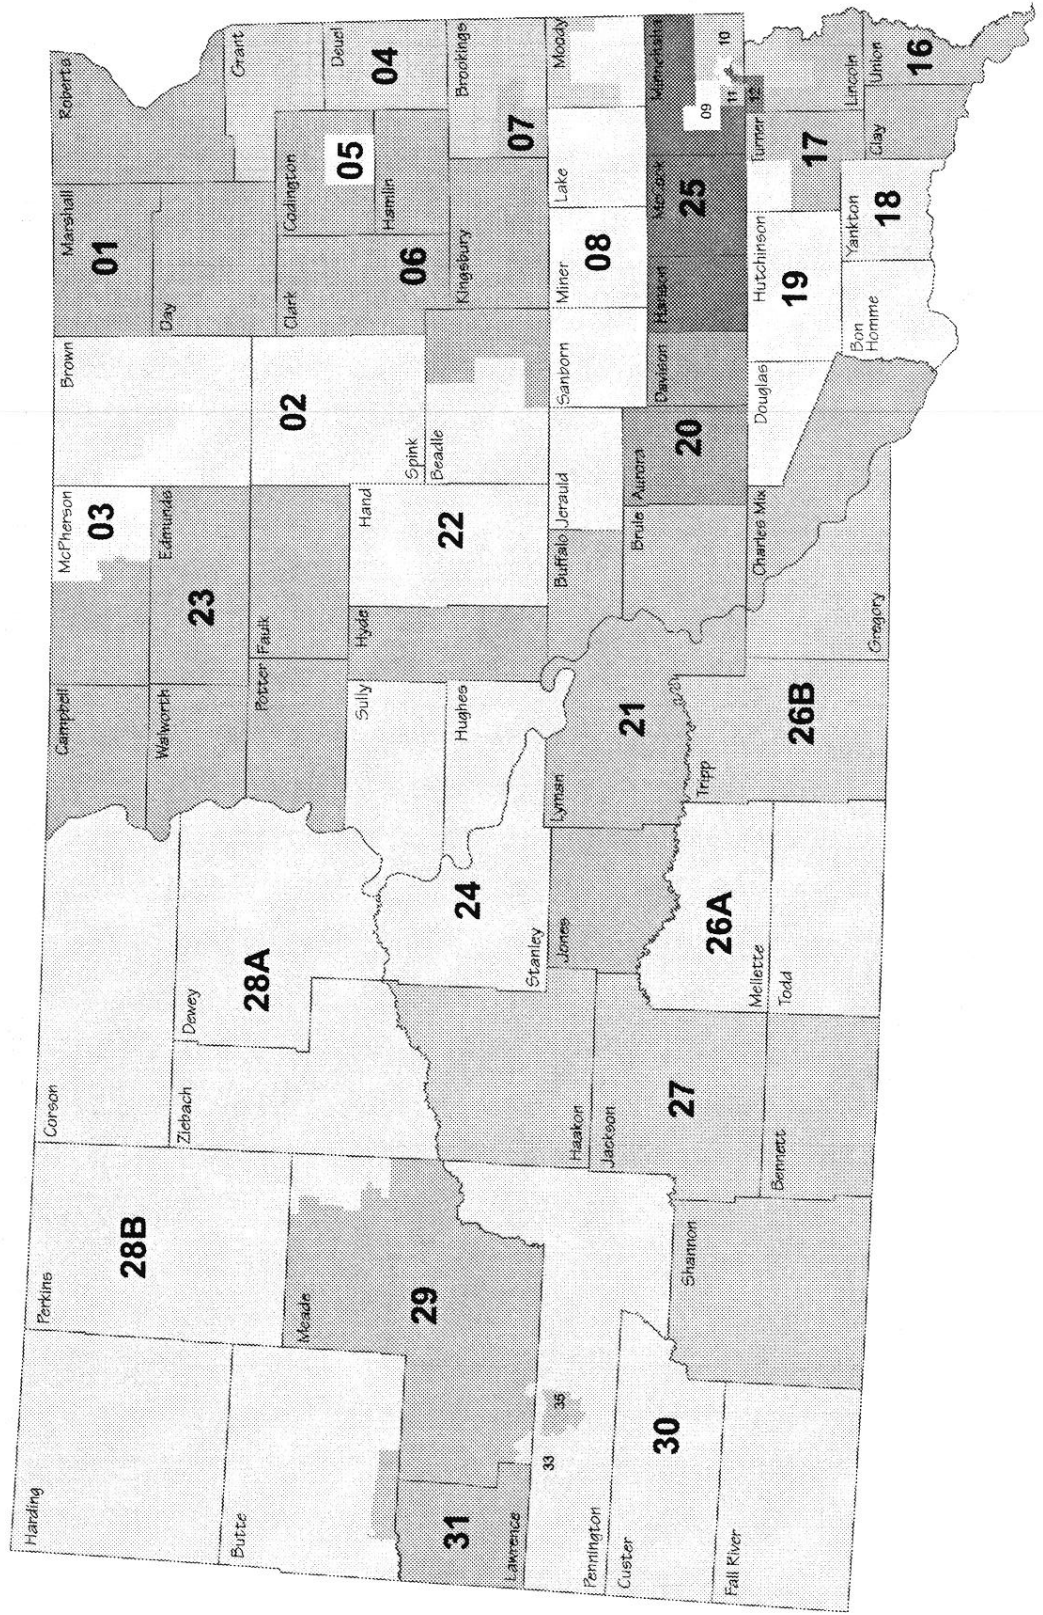 Harding
Perkins
Corson
Campbell
McPherson
Brown
Marshall
Roberts
28B
03
01
Butte
Ziebach
Dewey
28A
Walworth
Edmunds
23
Day
Grant
Meade
29
Potter
Faulk
02
Spink
Clark
Codington
05
Deuel
04
31
Lawrence
Sully
Hyde
Hand
22
Beadle
06
Hamlin
Hughes
24
Stanley
Kingsbury
Brookings
07
33
35
Pennington
Haakon
Jones
Lyman
21
Buffalo
Jerauld
Sanborn
Miner
08
Lake
Moody
Custer
30
Jackson
27
Brule
Aurora
20
Davison
Hanson
McCook
25
Minnehaha
09
10
11
12
Fall River
Shannon
Bennett
Mellette
26A
Todd
Tripp
26B
Gregory
Charles Mix
Douglas
Hutchinson
19
Turner
17
Lincoln
Bon
Homme
Yankton
18
Clay
Union
16